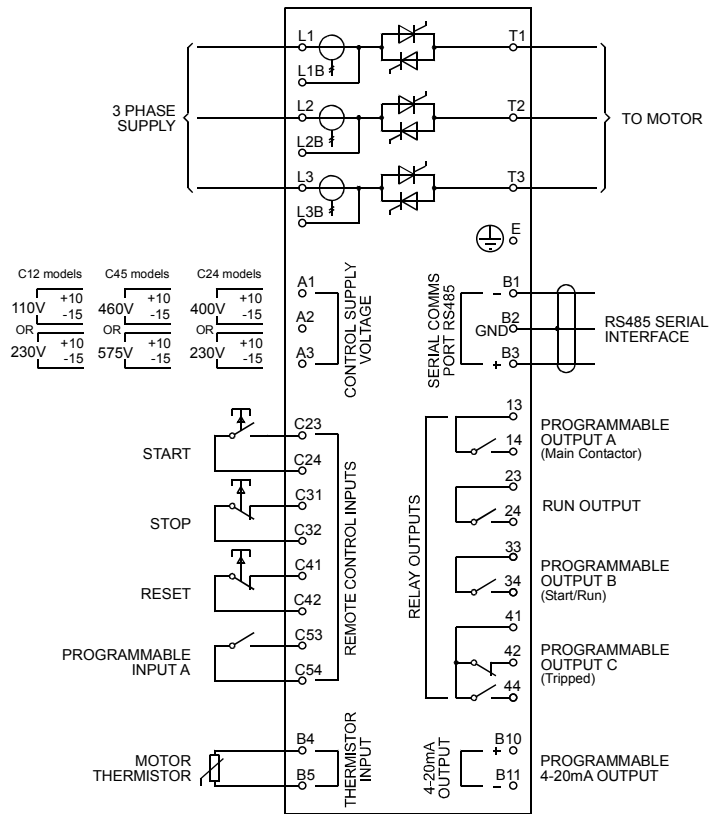 L1
T1
L1B
3 PHASE
SUPPLY
L2
T2
TO MOTOR
L2B
L3
T3
L3B
E
C12 models
C45 models
C24 models
110V +10 -15
460V +10 -15
400V +10 -15
OR
OR
OR
230V +10 -15
575V +10 -15
230V +10 -15
A1
A2
A3
CONTROL SUPPLY
VOLTAGE
SERIAL COMMS
PORT RS485
- B1
GND B2
+ B3
RS485 SERIAL
INTERFACE
START
C23
C24
STOP
C31
C32
RESET
C41
C42
PROGRAMMABLE
INPUT A
C53
C54
REMOTE CONTROL INPUTS
RELAY OUTPUTS
13
14
PROGRAMMABLE
OUTPUT A
(Main Contactor)
23
24
RUN OUTPUT
33
34
PROGRAMMABLE
OUTPUT B
(Start/Run)
41
42
44
PROGRAMMABLE
OUTPUT C
(Tripped)
MOTOR
THERMISTOR
B4
B5
THERMISTOR
INPUT
4-20mA
OUTPUT
+ B10
- B11
PROGRAMMABLE
4-20mA OUTPUT